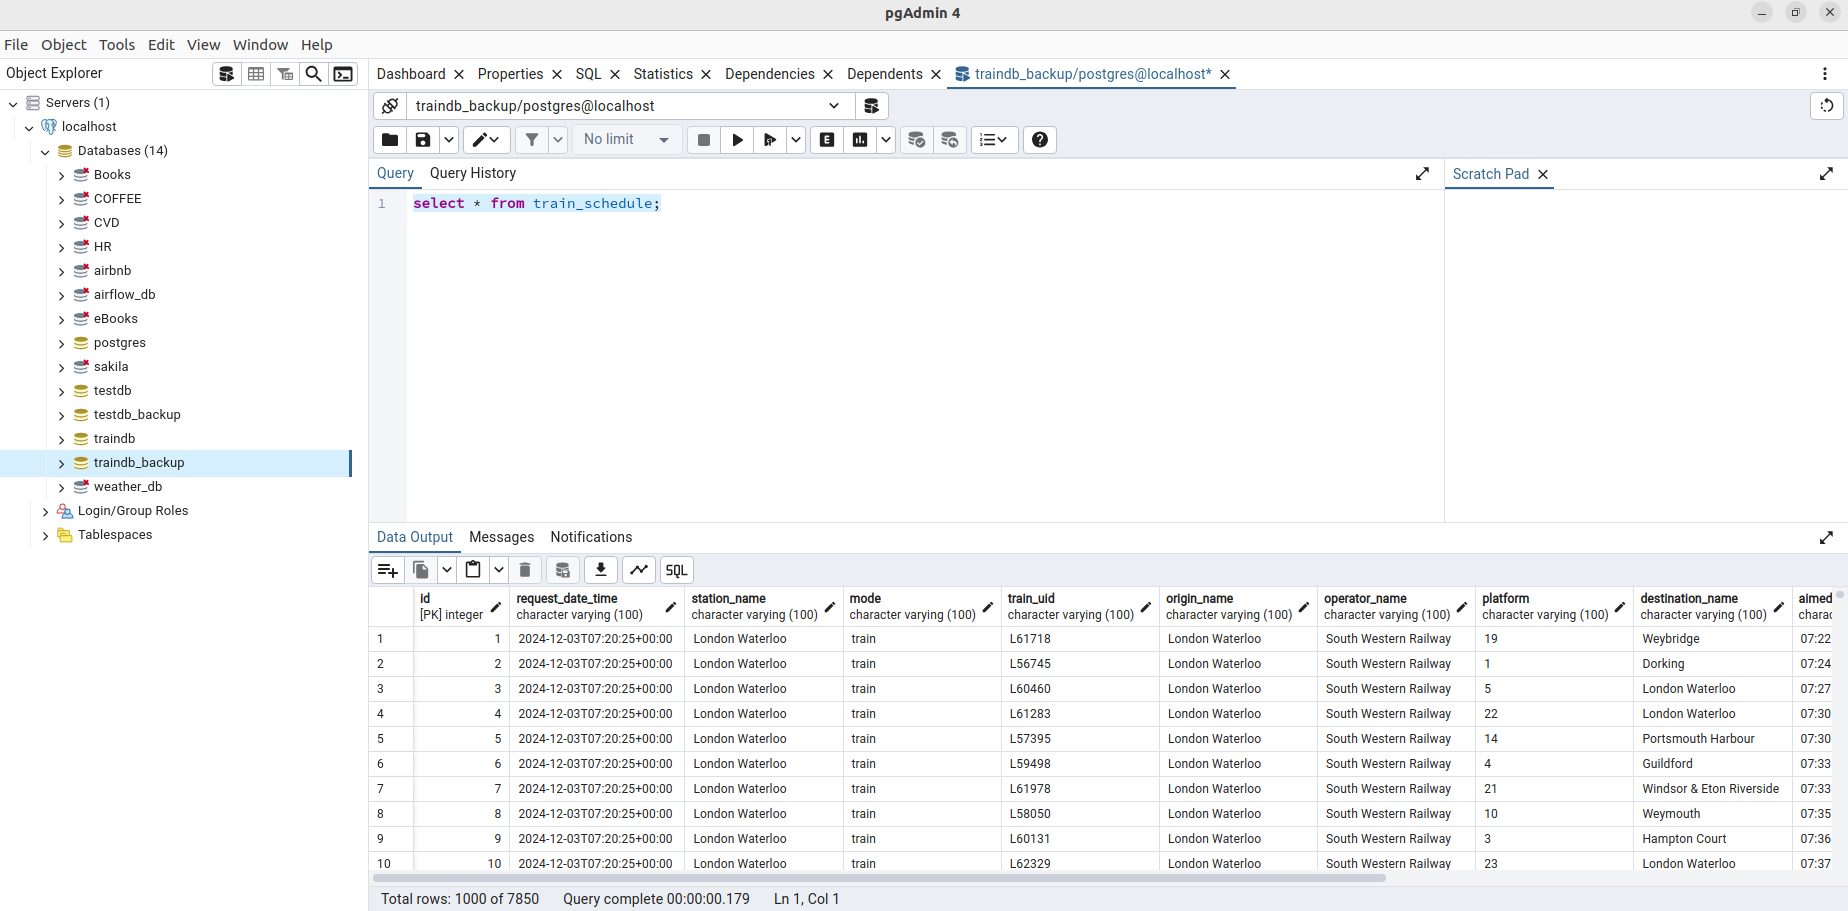 pgAdmin 4
File Object Tools Edit View Window Help
Object Explorer
Servers (1)
localhost
Databases (14)
Books
COFFEE
CVD
HR
airbnb
airflow_db
eBooks
postgres
sakila
testdb
testdb_backup
traindb
traindb_backup
weather_db
Login/Group Roles
Tablespaces
Dashboard Properties SQL Statistics Dependencies Dependents traindb_backup/postgres@localhost*
traindb_backup/postgres@localhost
No limit E
Query Query History
Scratch Pad
1 select * from train_schedule;
Data Output Messages Notifications
SQL
id request_date_time station_name mode train_uid origin_name operator_name platform destination_name aimed
[PK] integer character varying (100) character varying (100) character varying (100) character varying (100) character varying (100) character varying (100) character varying (100) character varying (100) charac
1 1 2024-12-03T07:20:25+00:00 London Waterloo train L61718 London Waterloo South Western Railway 19 Weybridge 07:22
2 2 2024-12-03T07:20:25+00:00 London Waterloo train L56745 London Waterloo South Western Railway 1 Dorking 07:24
3 3 2024-12-03T07:20:25+00:00 London Waterloo train L60460 London Waterloo South Western Railway 5 London Waterloo 07:27
4 4 2024-12-03T07:20:25+00:00 London Waterloo train L61283 London Waterloo South Western Railway 22 London Waterloo 07:30
5 5 2024-12-03T07:20:25+00:00 London Waterloo train L57395 London Waterloo South Western Railway 14 Portsmouth Harbour 07:30
6 6 2024-12-03T07:20:25+00:00 London Waterloo train L59498 London Waterloo South Western Railway 4 Guildford 07:33
7 7 2024-12-03T07:20:25+00:00 London Waterloo train L61978 London Waterloo South Western Railway 21 Windsor & Eton Riverside 07:33
8 8 2024-12-03T07:20:25+00:00 London Waterloo train L58050 London Waterloo South Western Railway 10 Weymouth 07:35
9 9 2024-12-03T07:20:25+00:00 London Waterloo train L60131 London Waterloo South Western Railway 3 Hampton Court 07:36
10 10 2024-12-03T07:20:25+00:00 London Waterloo train L62329 London Waterloo South Western Railway 23 London Waterloo 07:37
Total rows: 1000 of 7850 Query complete 00:00:00.179 Ln 1, Col 1